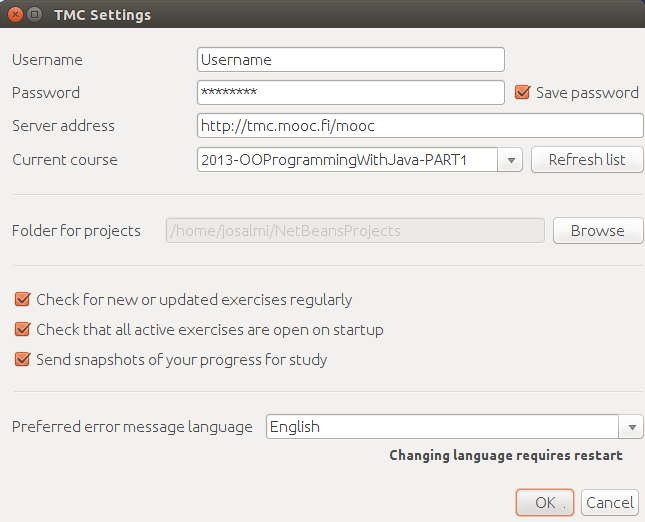 TMC Settings
Username Username
Password ******** Save password
Server address http://tmc.mooc.fi/mooc
Current course 2013-OOProgrammingWithJava-PART1 Refresh list
Folder for projects /home/josalmi/NetBeansProjects Browse
Check for new or updated exercises regularly
Check that all active exercises are open on startup
Send snapshots of your progress for study
Preferred error message language English
Changing language requires restart
OK Cancel